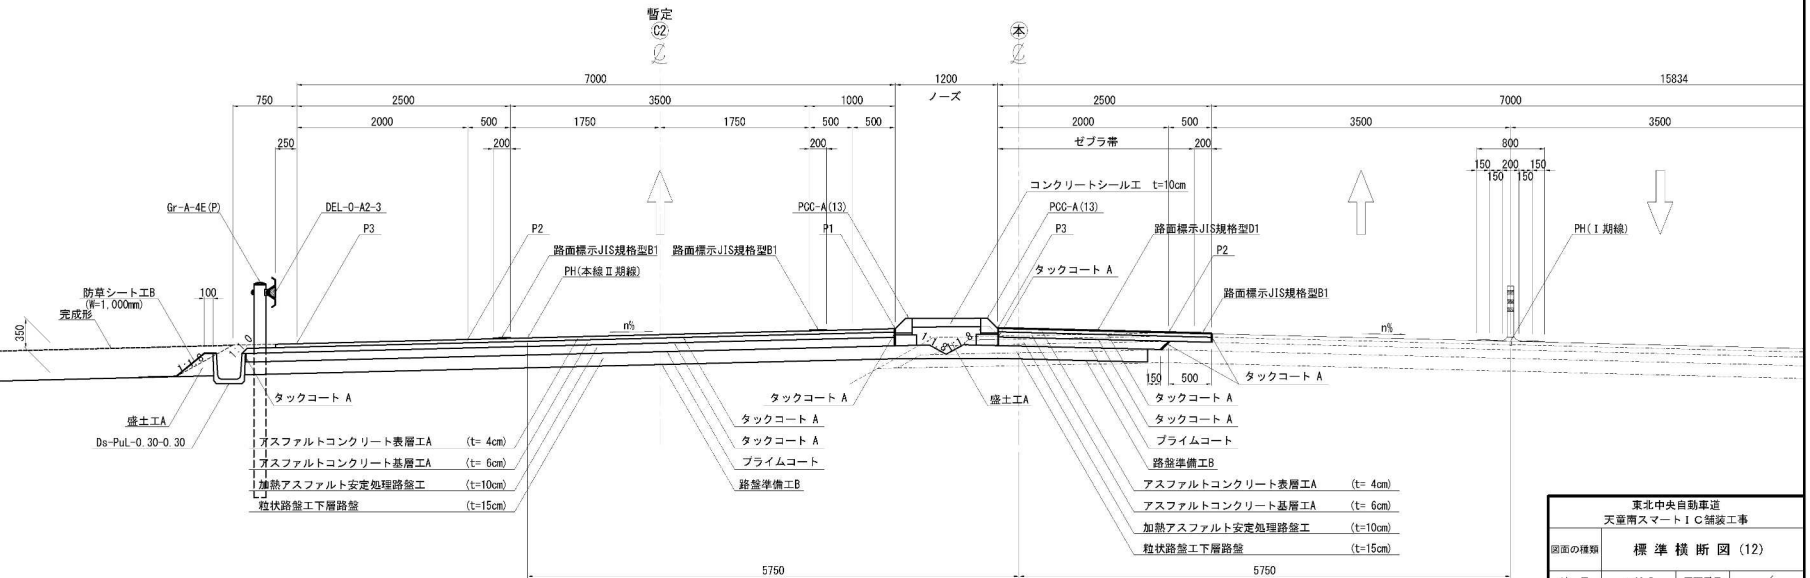 暫定
C2
本
7000
1200
15834
ノーズ
750
2500
3500
1000
2500
7000
2000
500
1750
1750
500
500
2000
500
3500
3500
250
200
200
ゼブラ帯
200
800
150
200
150
150
150
コンクリートシール工 t=10cm
Gr-A-4E(P)
DEL-O-A2-3
PCC-A(13)
PCC-A(13)
P3
P2
P1
P3
路面標示JIS規格型D1
PH(Ⅰ期線)
路面標示JIS規格型B1
路面標示JIS規格型B1
P2
PH(本線Ⅱ期線)
タックコート A
防草シート工B
(W=1,000mm)
100
路面標示JIS規格型B1
完成形
350
n%
n%
1:1.0
1:1.8
1:1.8
1:1.8
150
500
タックコート A
タックコート A
タックコート A
盛土工A
タックコート A
盛土工A
タックコート A
タックコート A
Ds-PuL-0.30-0.30
アスファルトコンクリート表層工A (t= 4cm)
タックコート A
プライムコート
アスファルトコンクリート基層工A (t= 6cm)
プライムコート
路盤準備工B
加熱アスファルト安定処理路盤工 (t=10cm)
路盤準備工B
アスファルトコンクリート表層工A (t= 4cm)
粒状路盤工下層路盤 (t=15cm)
アスファルトコンクリート基層工A (t= 6cm)
加熱アスファルト安定処理路盤工 (t=10cm)
粒状路盤工下層路盤 (t=15cm)
5750
5750
東北中央自動車道
天童南スマートIC舗装工事
図面の種類 標準横断図(12)